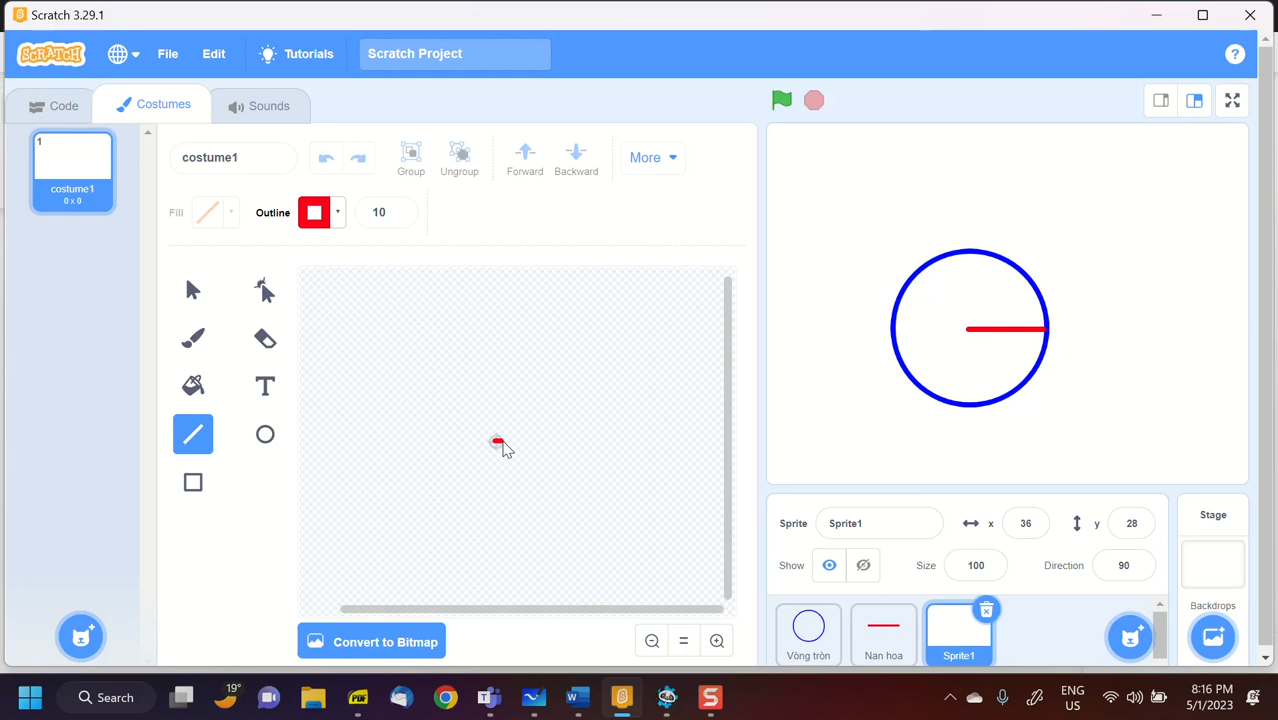 Scratch 3.29.1
SCRATCH
File
Edit
Tutorials
Scratch Project
?
Code
Costumes
Sounds
1
costume1
0 x 0
costume1
Group
Ungroup
Forward
Backward
More
Fill
Outline
10
T
Convert to Bitmap
Sprite
Sprite1
x
36
y
28
Show
Size
100
Direction
90
Vòng tròn
Nan hoa
Sprite1
Stage
Backdrops
Search
19°
PDF
T
W
S
ENG
US
8:16 PM
5/1/2023